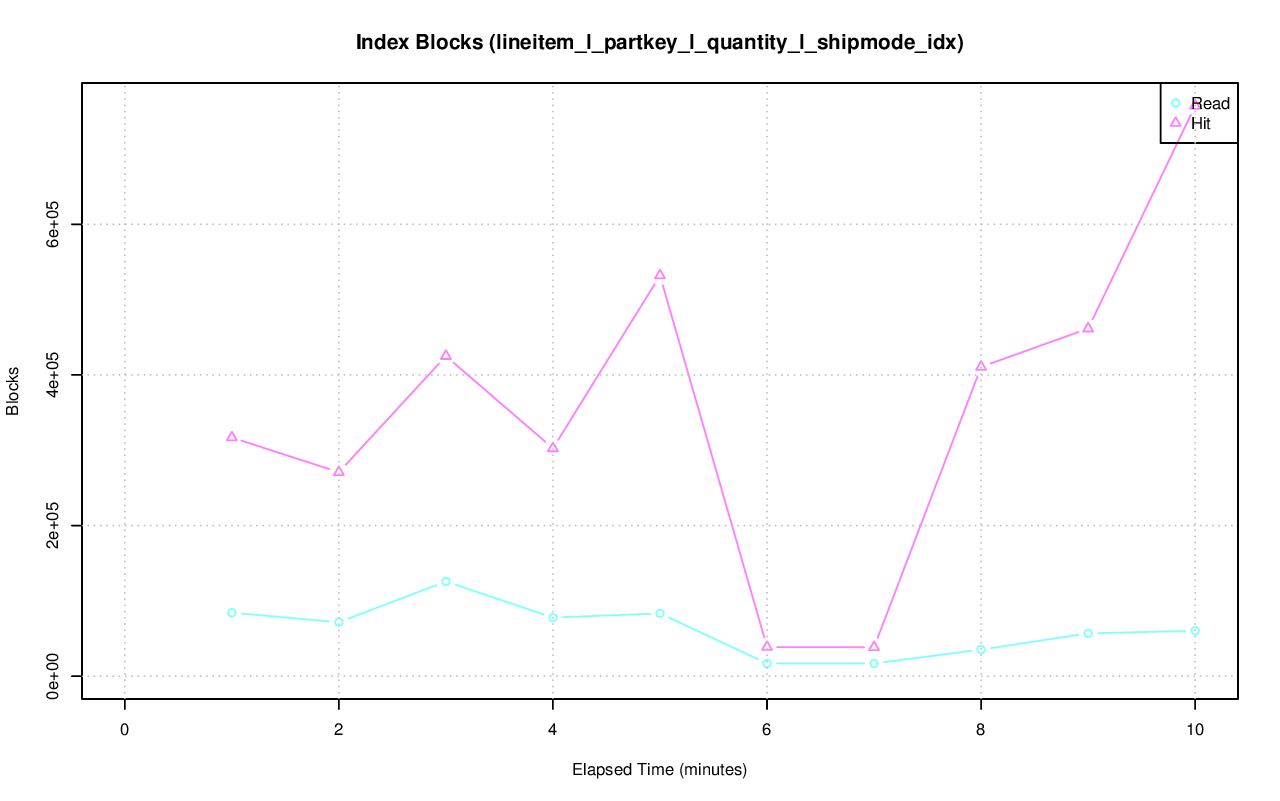 Index Blocks (lineitem_l_partkey_l_quantity_l_shipmode_idx)
Read
Hit
Blocks
6e+05
4e+05
2e+05
0e+00
0 2 4 6 8 10
Elapsed Time (minutes)